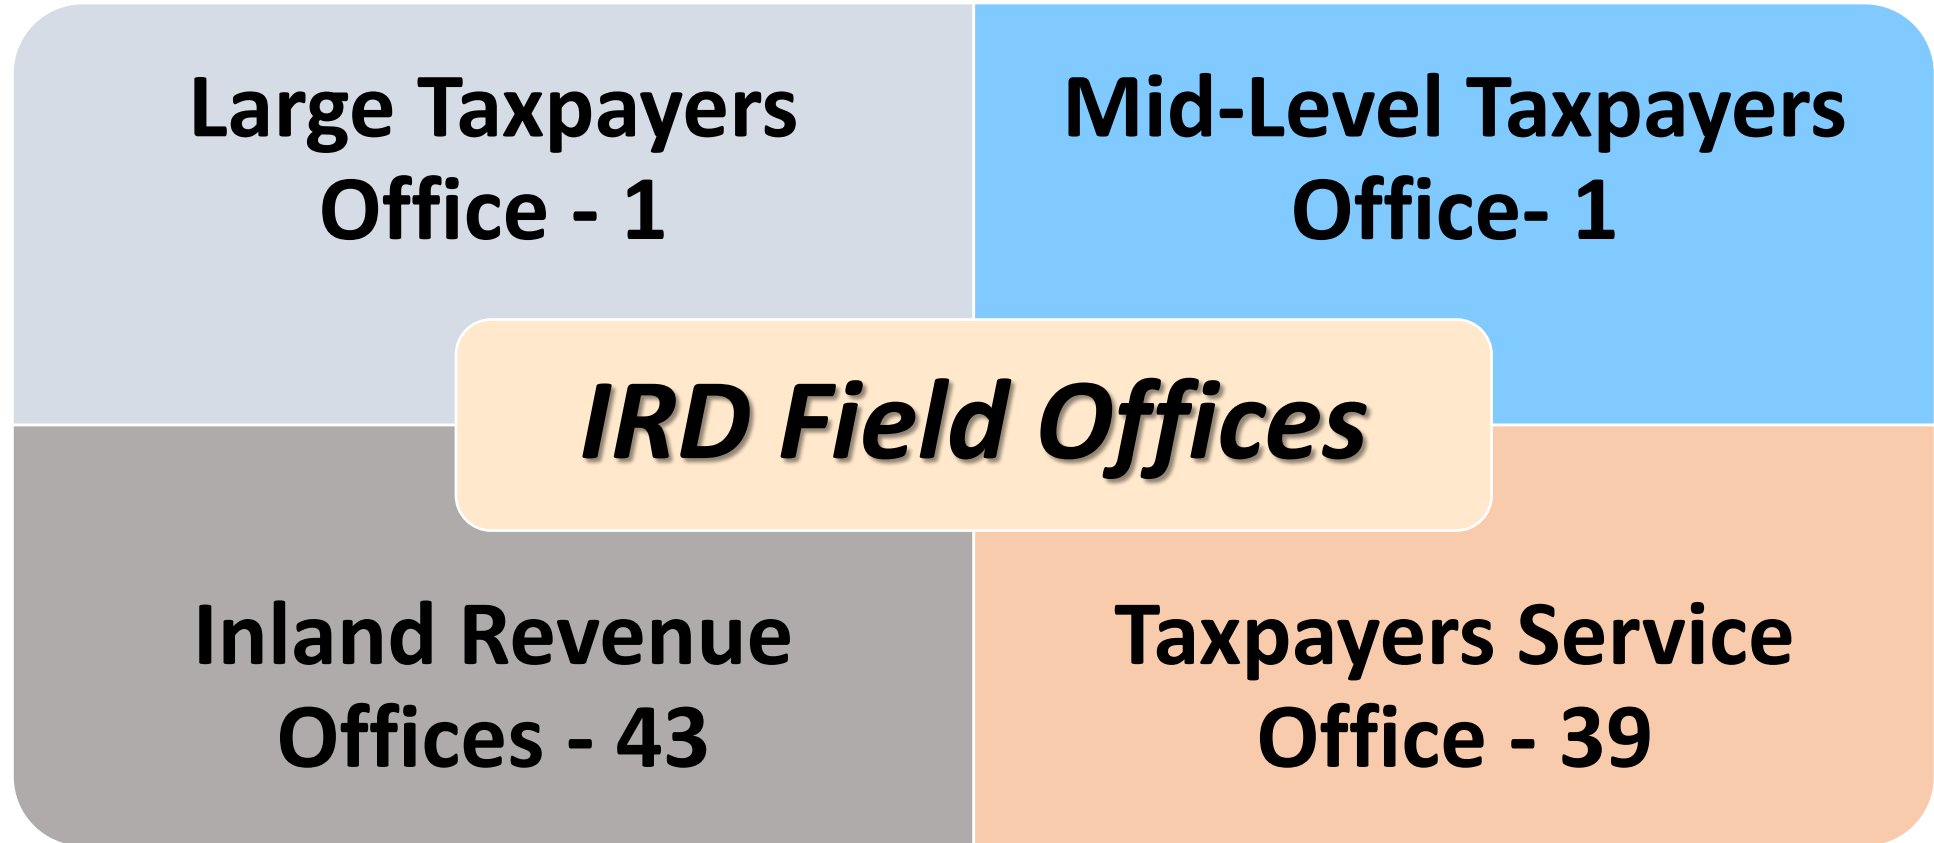 Large Taxpayers
Office - 1
Mid-Level Taxpayers
Office- 1
IRD Field Offices
Inland Revenue
Offices - 43
Taxpayers Service
Office - 39